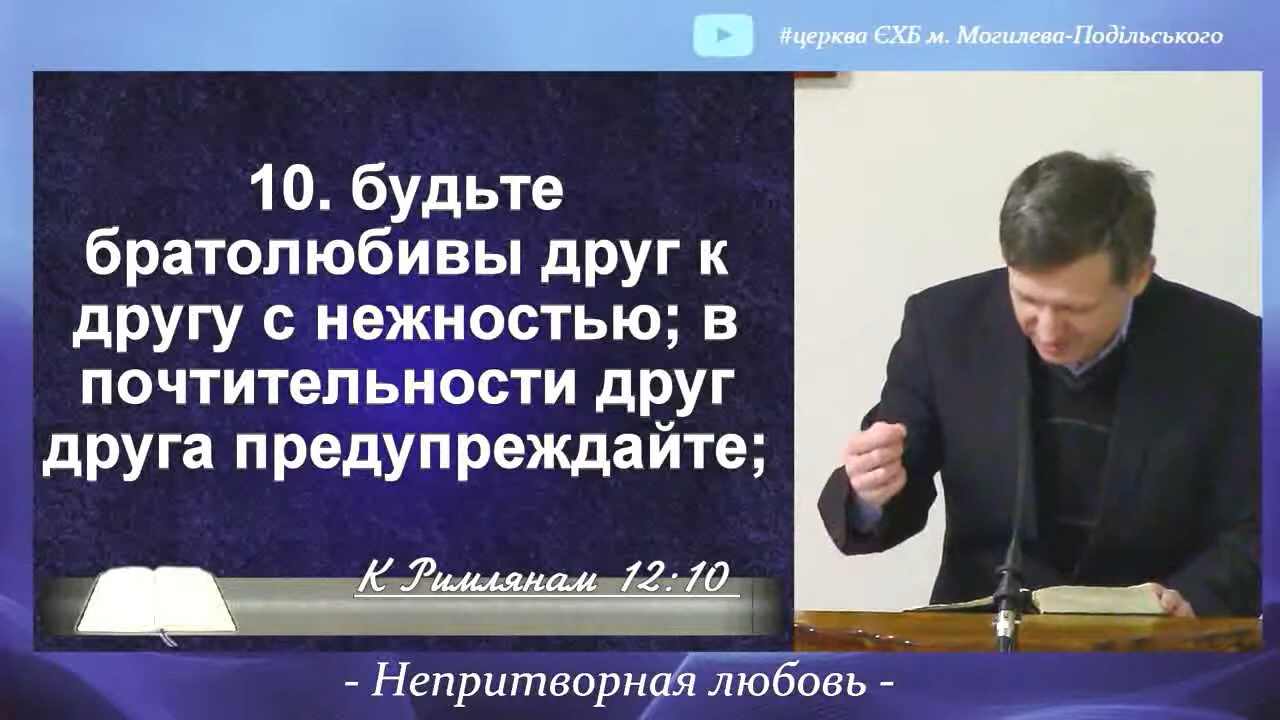 #церква ЄХБ м. Могилева-Подільського
10. будьте
братолюбивы друг к
другу с нежностью; в
почтительности друг
друга предупреждайте;
К Римлянам 12:10
- Непритворная любовь -